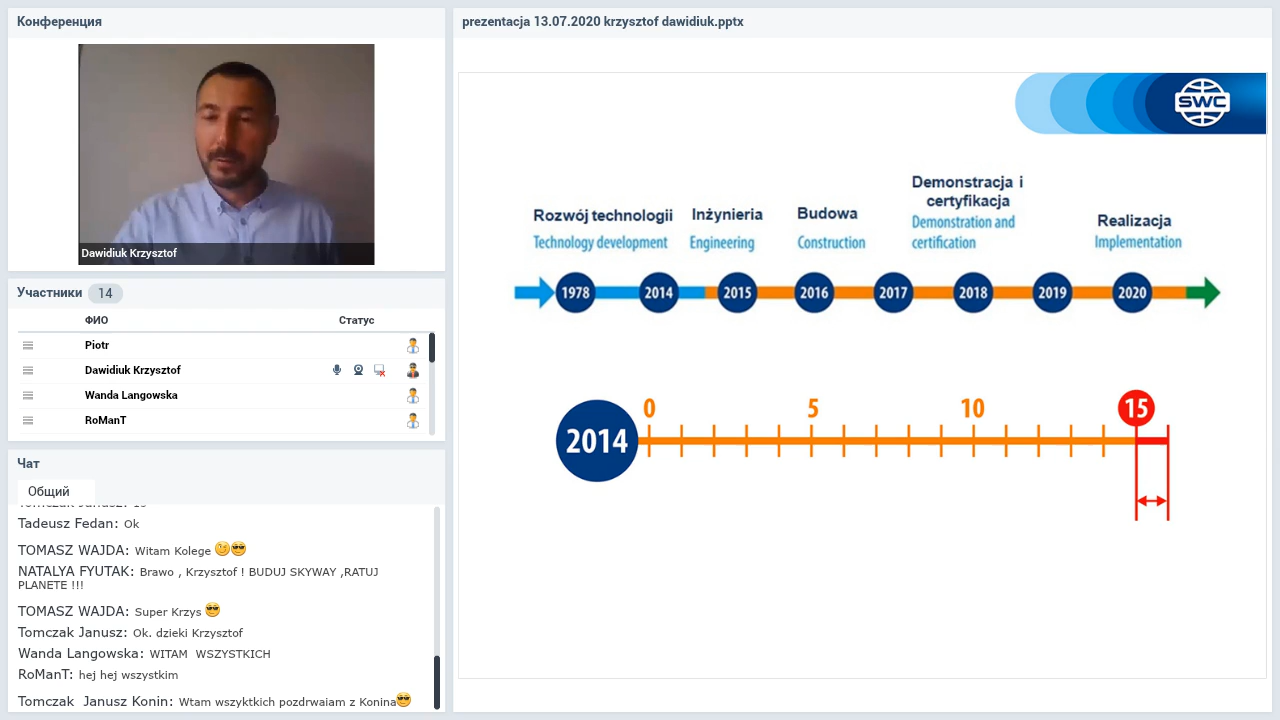 Конференция
Dawidiuk Krzysztof
Участники 14
ФИО Статус
Piotr
Dawidiuk Krzysztof
Wanda Langowska
RoManT
Чат
Общий
Tomczak Janusz:
Tadeusz Fedan: Ok
TOMASZ WAJDA: Witam Kolege
NATALYA FYUTAK: Brawo , Krzysztof ! BUDUJ SKYWAY ,RATUJ
PLANETE !!!
TOMASZ WAJDA: Super Krzys
Tomczak Janusz: Ok. dzieki Krzysztof
Wanda Langowska: WITAM WSZYSTKICH
RoManT: hej hej wszystkim
Tomczak Janusz Konin: Wtam wszyktkich pozdrwaiam z Konina
prezentacja 13.07.2020 krzysztof dawidiuk.pptx
SWC
Rozwój technologii
Technology development
Inżynieria
Engineering
Budowa
Construction
Demonstracja i
certyfikacja
Demonstration and
certification
Realizacja
Implementation
1978 2014 2015 2016 2017 2018 2019 2020
0 5 10 15
2014